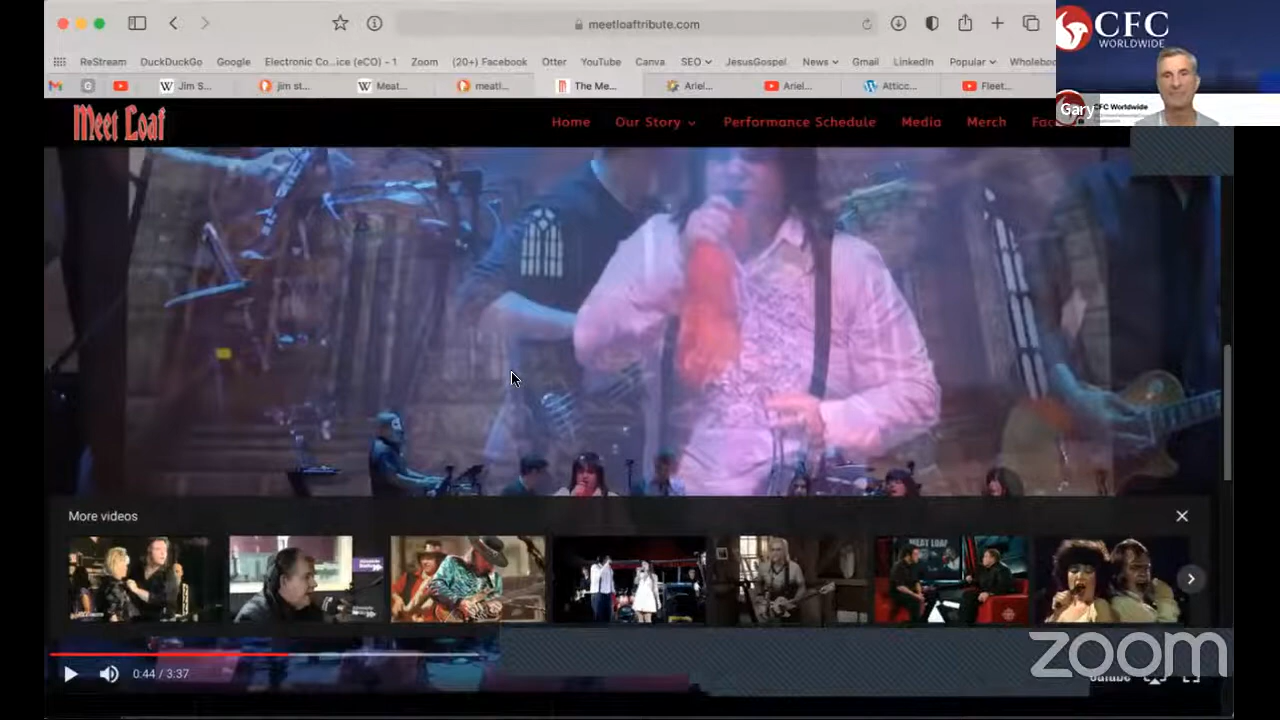 meetloaftribute.com
CFC
WORLDWIDE
ReStream DuckDuckGo Google Electronic Co...ice (eCO) - 1 Zoom (20+) Facebook Otter YouTube Canva SEO JesusGospel News Gmail LinkedIn Popular
Jim S... jim st... Meat... meatl... The Me... Ariel... Ariel... Atticc... Fleet...
Gary
CFC Worldwide
Meet Loaf
Home Our Story Performance Schedule Media Merch
More videos
MEAT LOAF
0:44 / 3:37
zoom